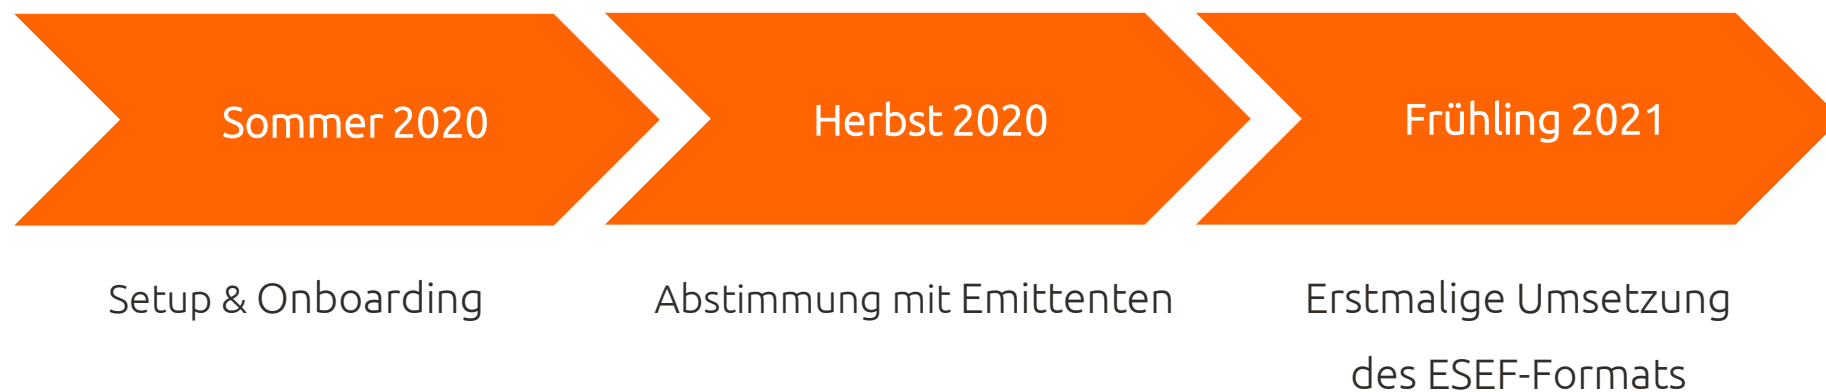 Sommer 2020
Herbst 2020
Frühling 2021
Setup & Onboarding
Abstimmung mit Emittenten
Erstmalige Umsetzung
des ESEF-Formats